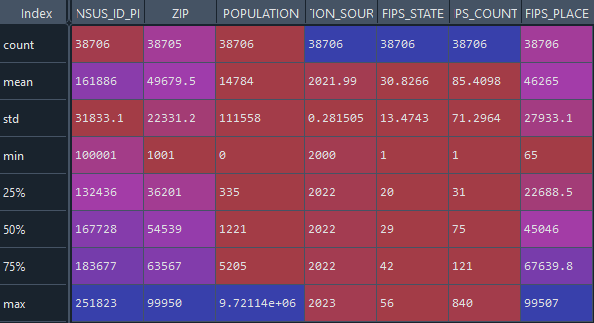 Index NSUS_ID_PI ZIP POPULATION ION_SOUR FIPS_STATE PS_COUNT FIPS_PLACE
count 38706 38705 38706 38706 38706 38706 38706
mean 161886 49679.5 14784 2021.99 30.8266 85.4098 46265
std 31833.1 22331.2 111558 0.281505 13.4743 71.2964 27933.1
min 100001 1001 0 2000 1 1 65
25% 132436 36201 335 2022 20 31 22688.5
50% 167728 54539 1221 2022 29 75 45046
75% 183677 63567 5205 2022 42 121 67639.8
max 251823 99950 9.72114e+06 2023 56 840 99507